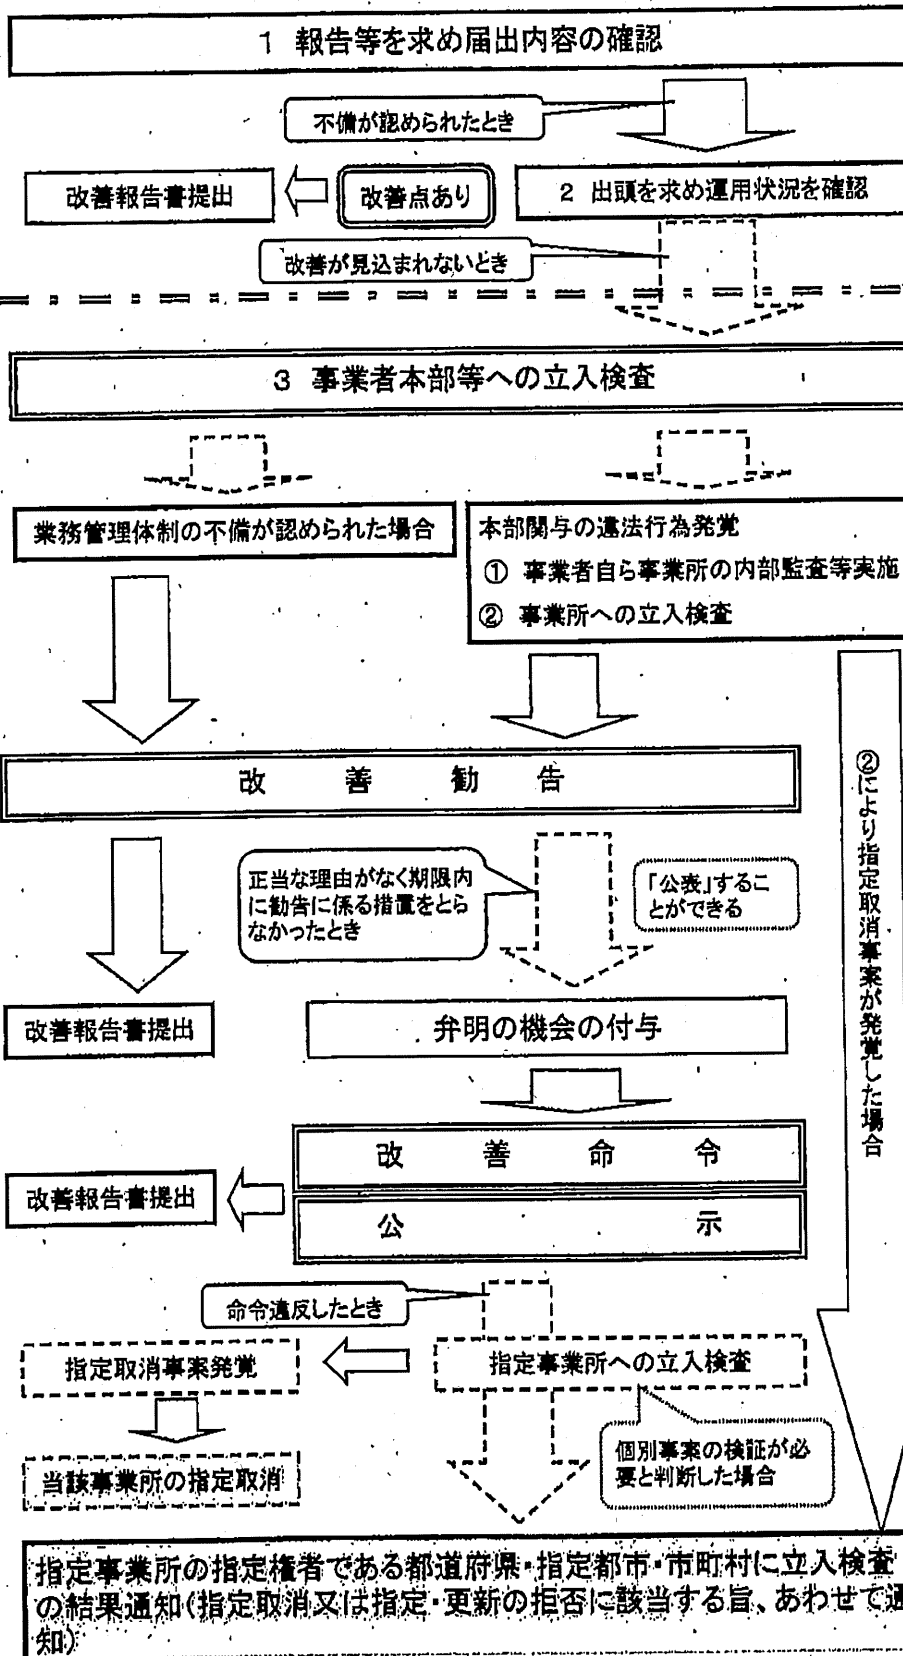 1 報告等を求め届出内容の確認
不備が認められたとき
改善報告書提出
改善点あり
2 出頭を求め運用状況を確認
改善が見込まれないとき
3 事業者本部等への立入検査
業務管理体制の不備が認められた場合
本部関与の違法行為発覚
① 事業者自ら事業所の内部監査等実施
② 事業所への立入検査
改善勧告
正当な理由がなく期限内
に勧告に係る措置をとら
なかったとき
「公表」するこ
とができる
②により指定取消事案が発覚した場合
改善報告書提出
弁明の機会の付与
改善命令
改善報告書提出
公示
命令違反したとき
指定取消事案発覚
指定事業所への立入検査
個別事案の検証が必
要と判断した場合
当該事業所の指定取消
指定事業所の指定権者である都道府県・指定都市・市町村に立入検査
の結果通知(指定取消又は指定・更新の拒否に該当する旨、あわせて通
知)